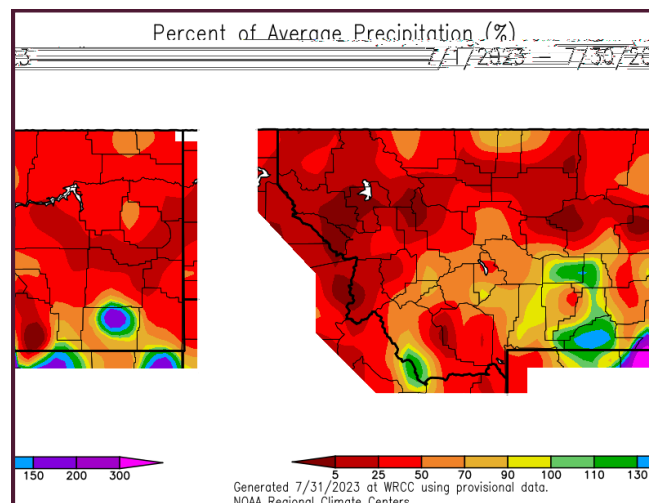 Percent of Average Precipitation (%)
7/1/2023 – 7/30/20
150 200 300
5 25 50 70 90 100 110 130
Generated 7/31/2023 at WRCC using provisional data.
NOAA Regional Climate Centers